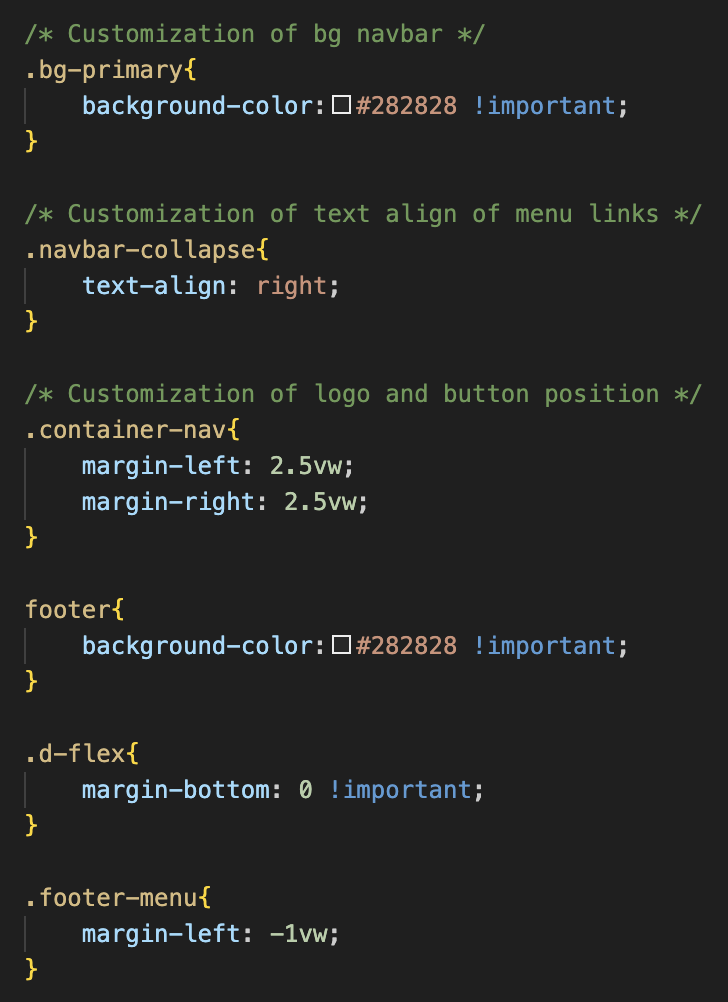 /* Customization of bg navbar */
.bg-primary{
    background-color: #282828 !important;
}

/* Customization of text align of menu links */
.navbar-collapse{
    text-align: right;
}

/* Customization of logo and button position */
.container-nav{
    margin-left: 2.5vw;
    margin-right: 2.5vw;
}

footer{
    background-color: #282828 !important;
}

.d-flex{
    margin-bottom: 0 !important;
}

.footer-menu{
    margin-left: -1vw;
}